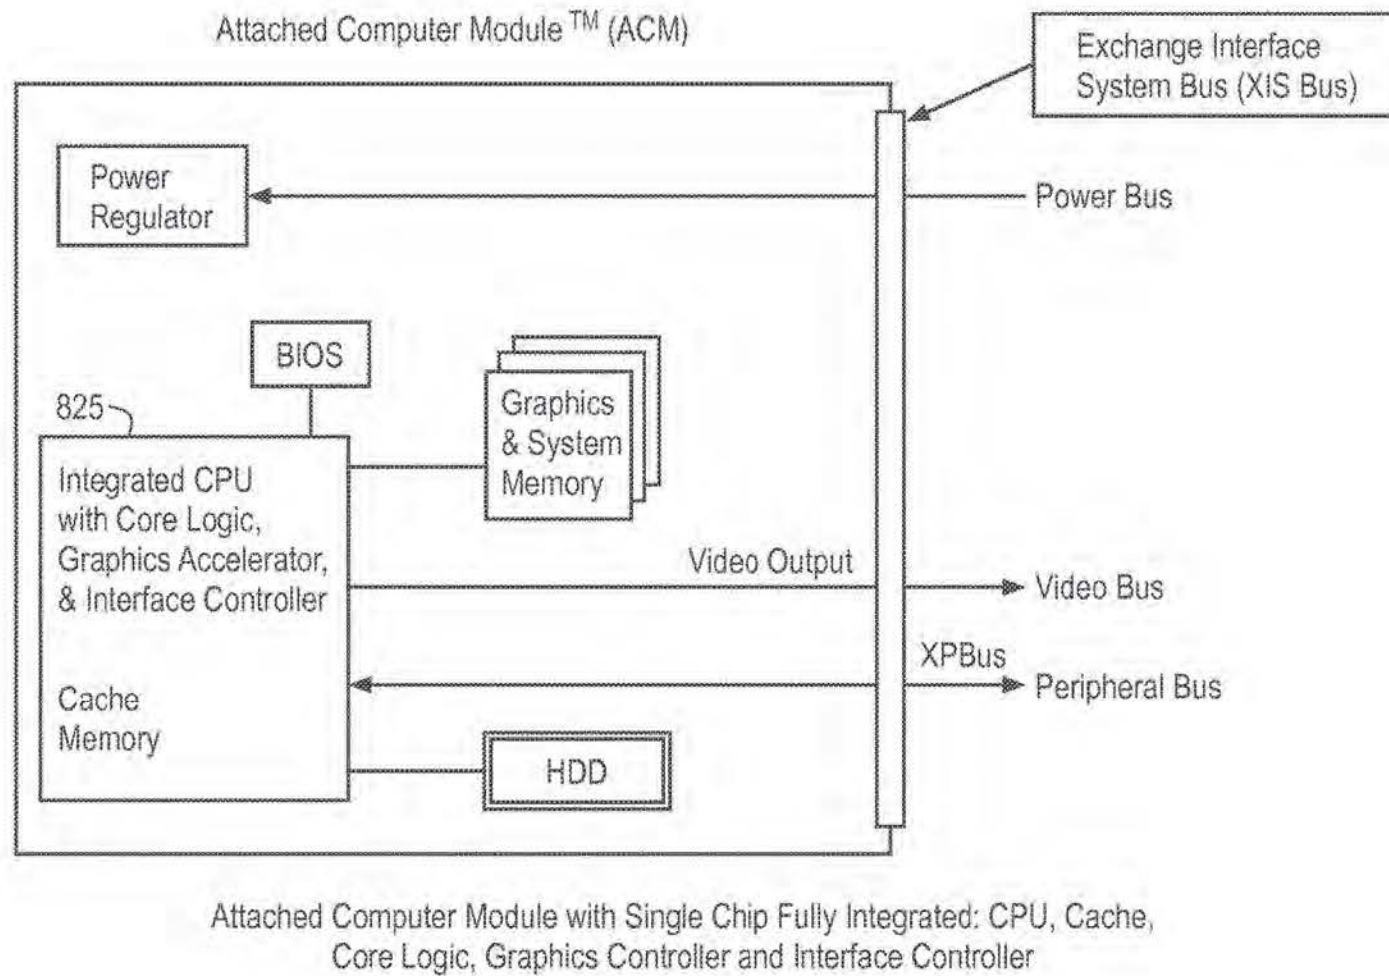 Attached Computer Module TM (ACM)
Exchange Interface
System Bus (XIS Bus)
Power
Regulator
Power Bus
BIOS
825
Graphics
& System
Memory
Integrated CPU
with Core Logic,
Graphics Accelerator,
& Interface Controller
Video Output
Video Bus
XPBus
Peripheral Bus
Cache
Memory
HDD
Attached Computer Module with Single Chip Fully Integrated: CPU, Cache,
Core Logic, Graphics Controller and Interface Controller